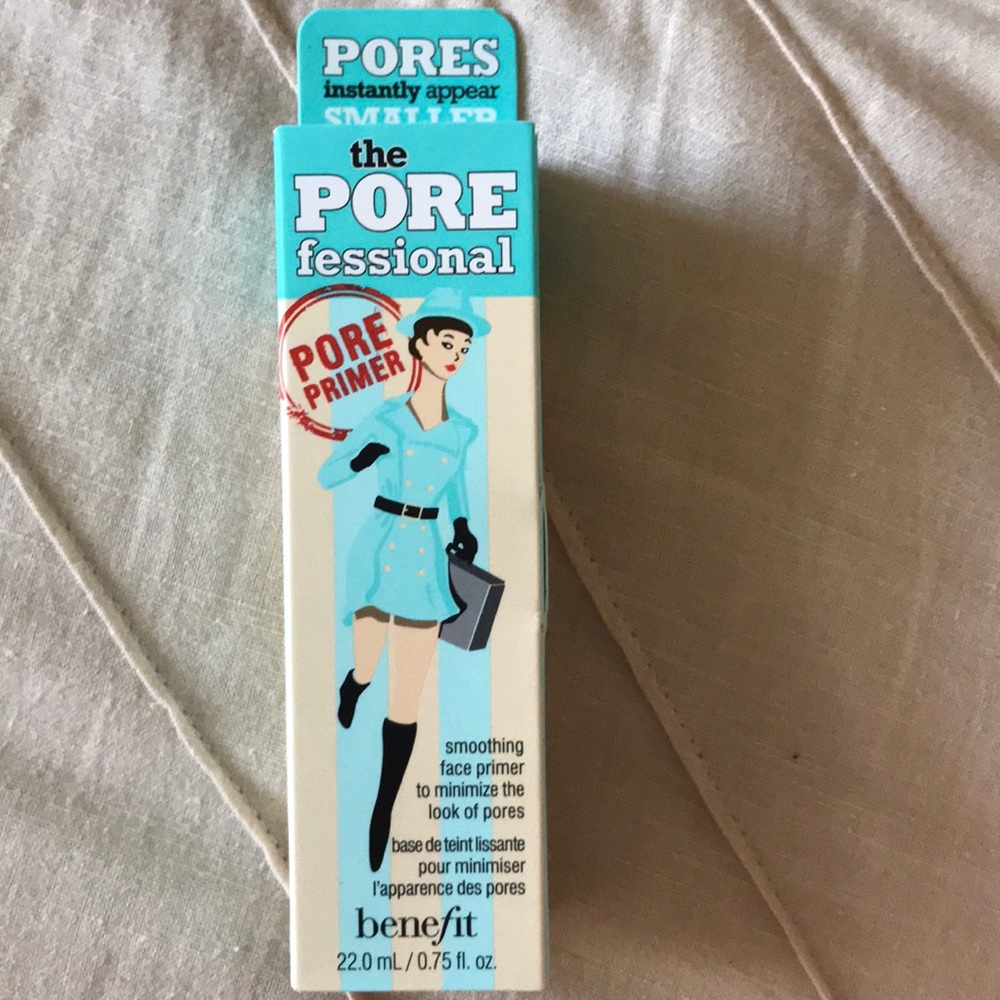 PORES
instantly appear
SMALLER
the
PORE
fessional
PORE
PRIMER
smoothing
face primer
to minimize the
look of pores
base de teint lissante
pour minimiser
l'apparence des pores
benefit
22.0 mL / 0.75 fl. oz.